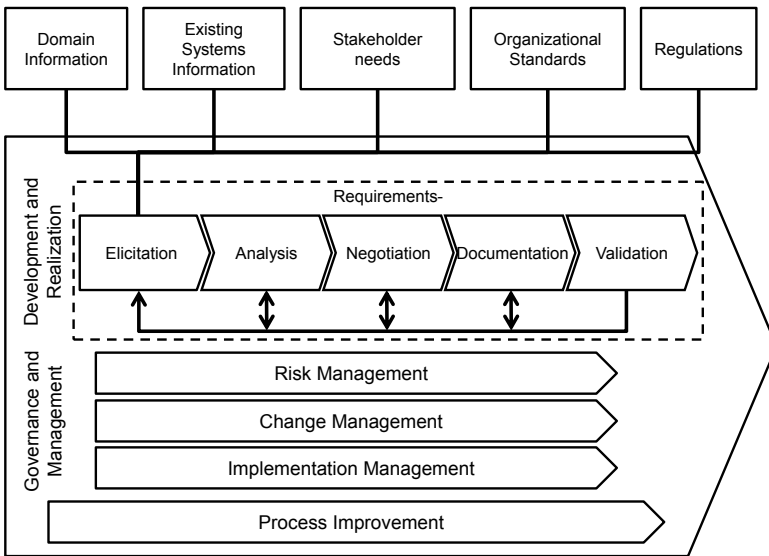 Domain
Information
Existing
Systems
Information
Stakeholder
needs
Organizational
Standards
Regulations
Development and
Realization
Requirements-
Elicitation
Analysis
Negotiation
Documentation
Validation
Governance and
Management
Risk Management
Change Management
Implementation Management
Process Improvement